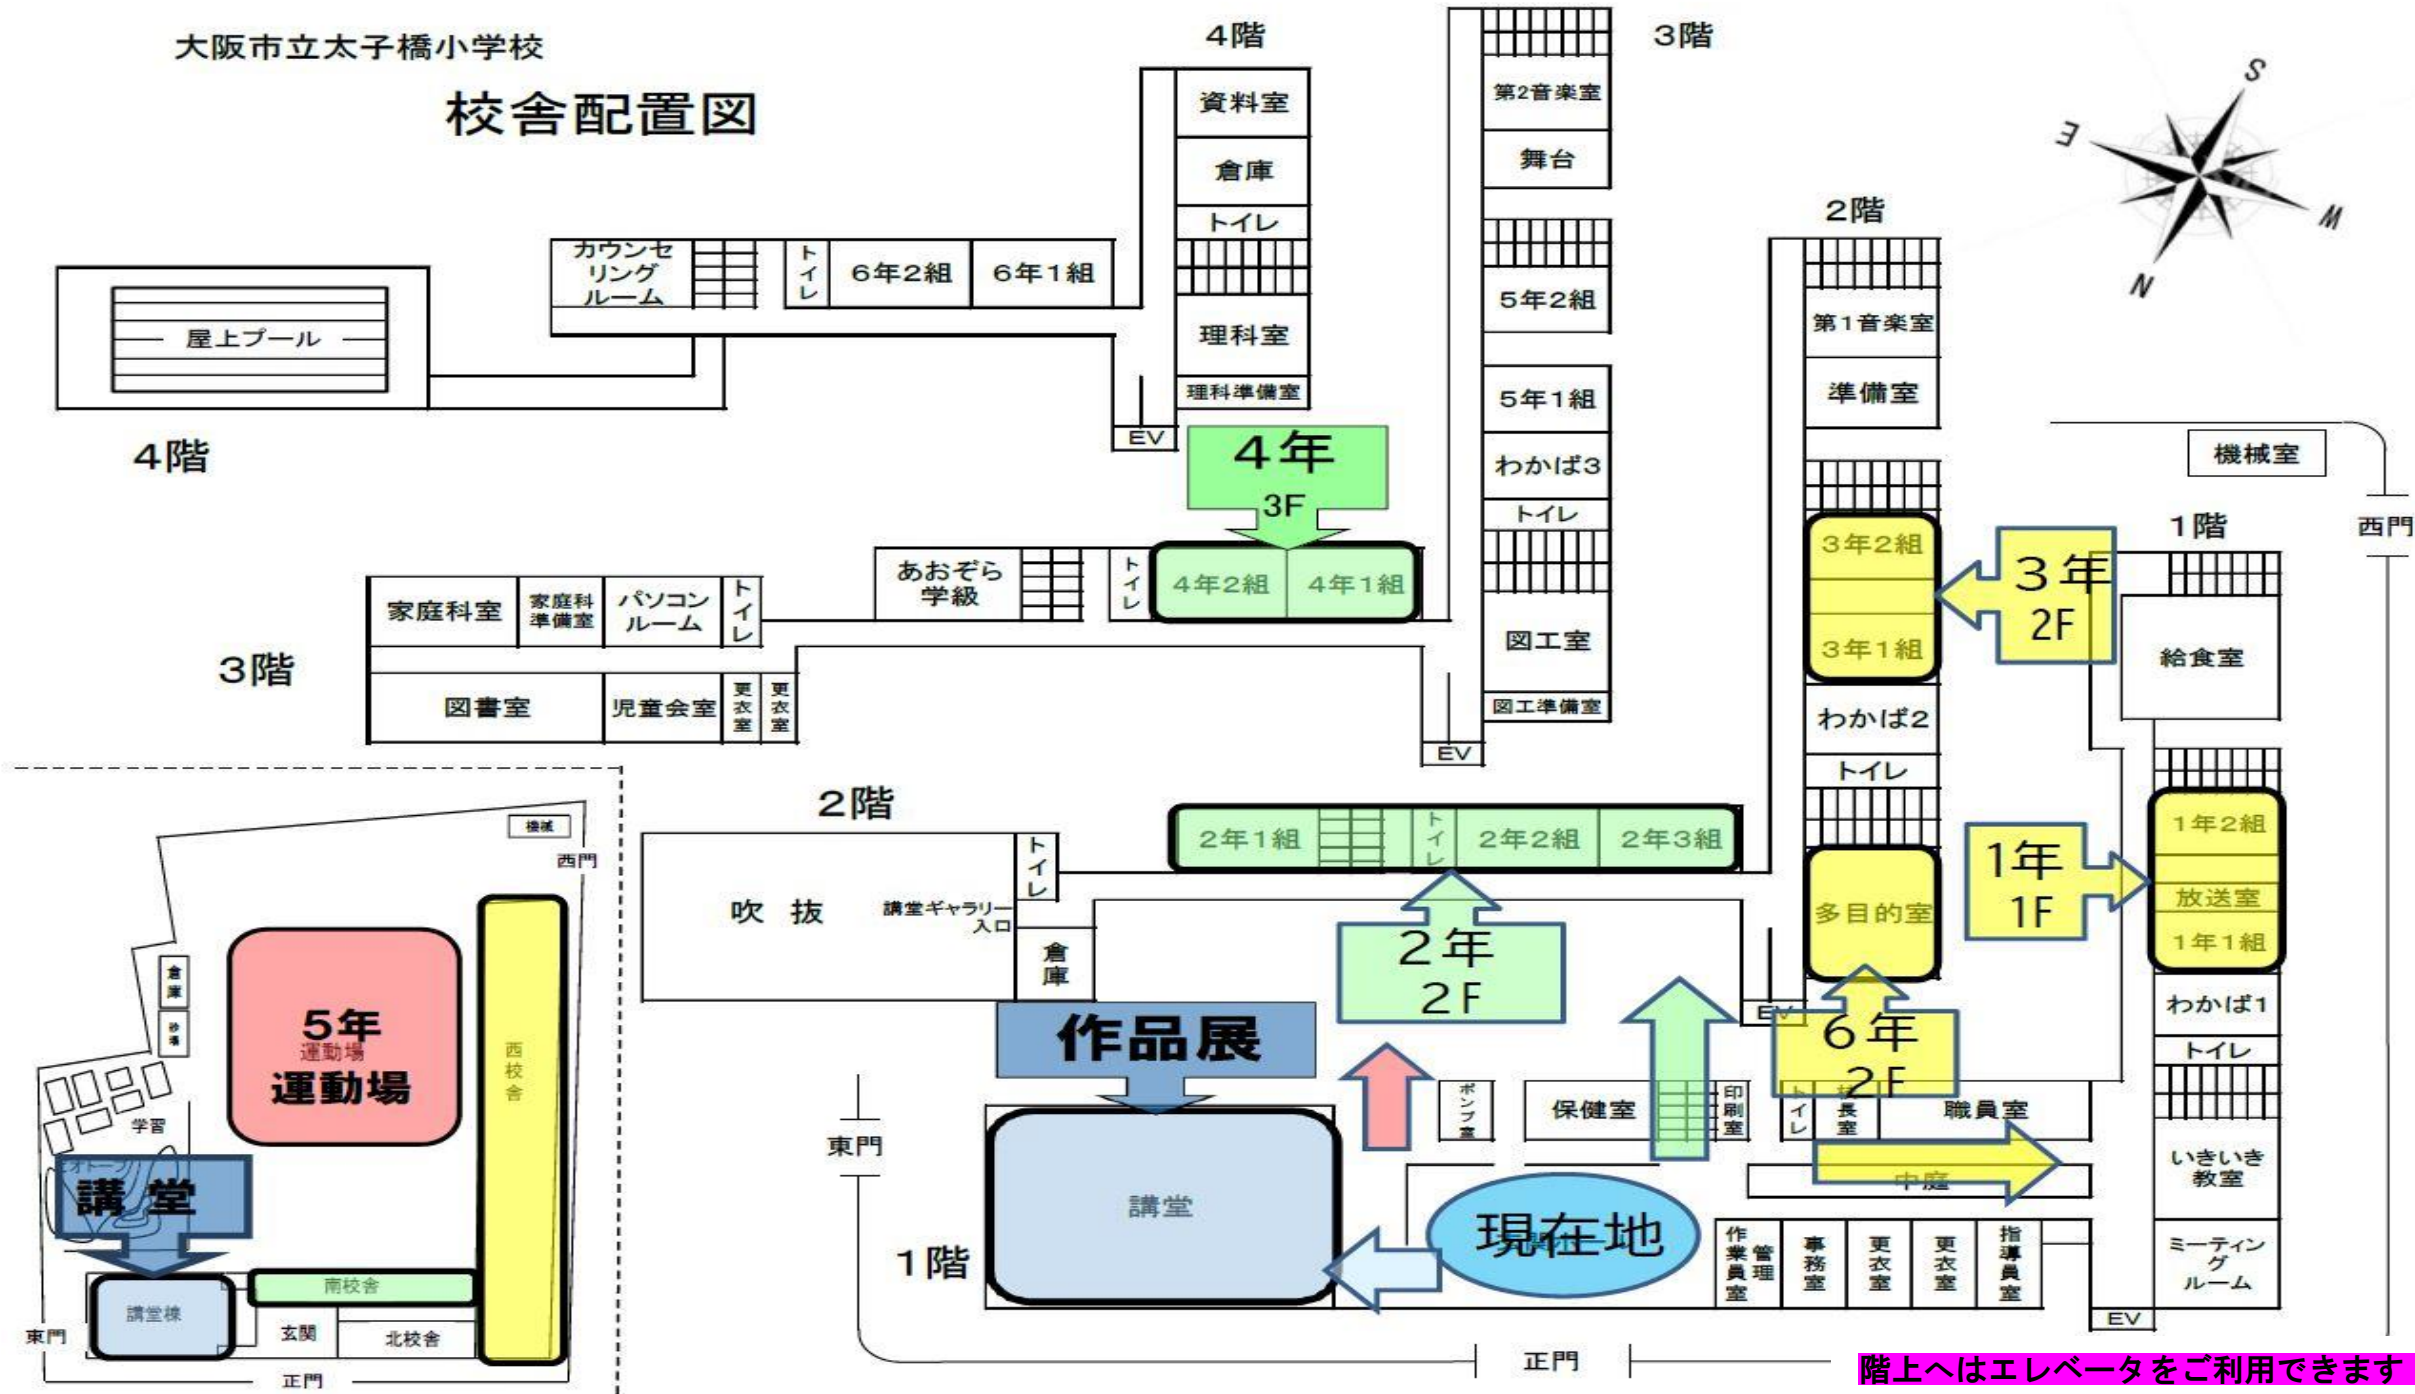 大阪市立太子橋小学校
校舎配置図
4階
資料室
倉庫
トイレ
理科室
理科準備室
EV
カウンセ
リング
ルーム
トイレ
6年2組
6年1組
屋上プール
4階
3階
第2音楽室
舞台
5年2組
5年1組
わかば3
トイレ
図工室
図工準備室
EV
4年
3F
あおぞら
学級
トイレ
4年2組
4年1組
家庭科室
家庭科
準備室
パソコン
ルーム
トイレ
3階
図書室
児童会室
更衣室
更衣室
S
E
W
N
2階
第1音楽室
準備室
3年2組
3年1組
3年
2F
わかば2
トイレ
多目的室
EV
6年
2F
機械室
西門
1階
給食室
1年
1F
1年2組
放送室
1年1組
わかば1
トイレ
いきいき
教室
ミーティン
グ
ルーム
EV
2階
吹 抜
講堂ギャラリー
入口
トイレ
倉庫
2年1組
トイレ
2年2組
2年3組
2年
2F
作品展
東門
講堂
1階
ポンプ室
保健室
印刷室
トイレ
校長室
職員室
中庭
現在地
作業員室
管理
事務室
更衣室
更衣室
指導員室
正門
階上へはエレベータをご利用できます
機械
西門
倉庫
砂場
5年
運動場
運動場
西校舎
学習
講 堂
南校舎
講堂棟
玄関
北校舎
東門
正門